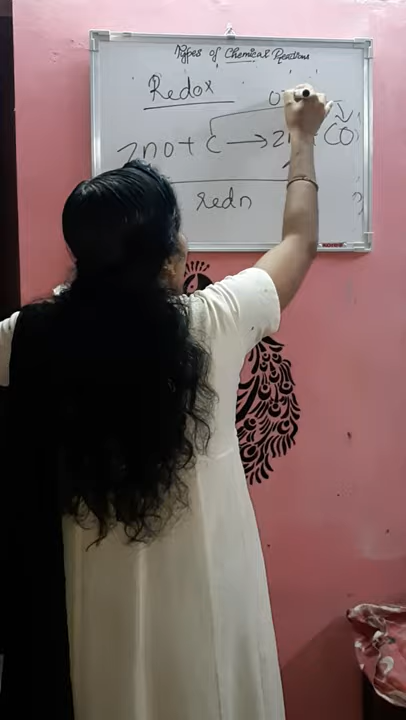 Types of Chemical Reactions
Redox
ZnO + C → Zn CO
redn